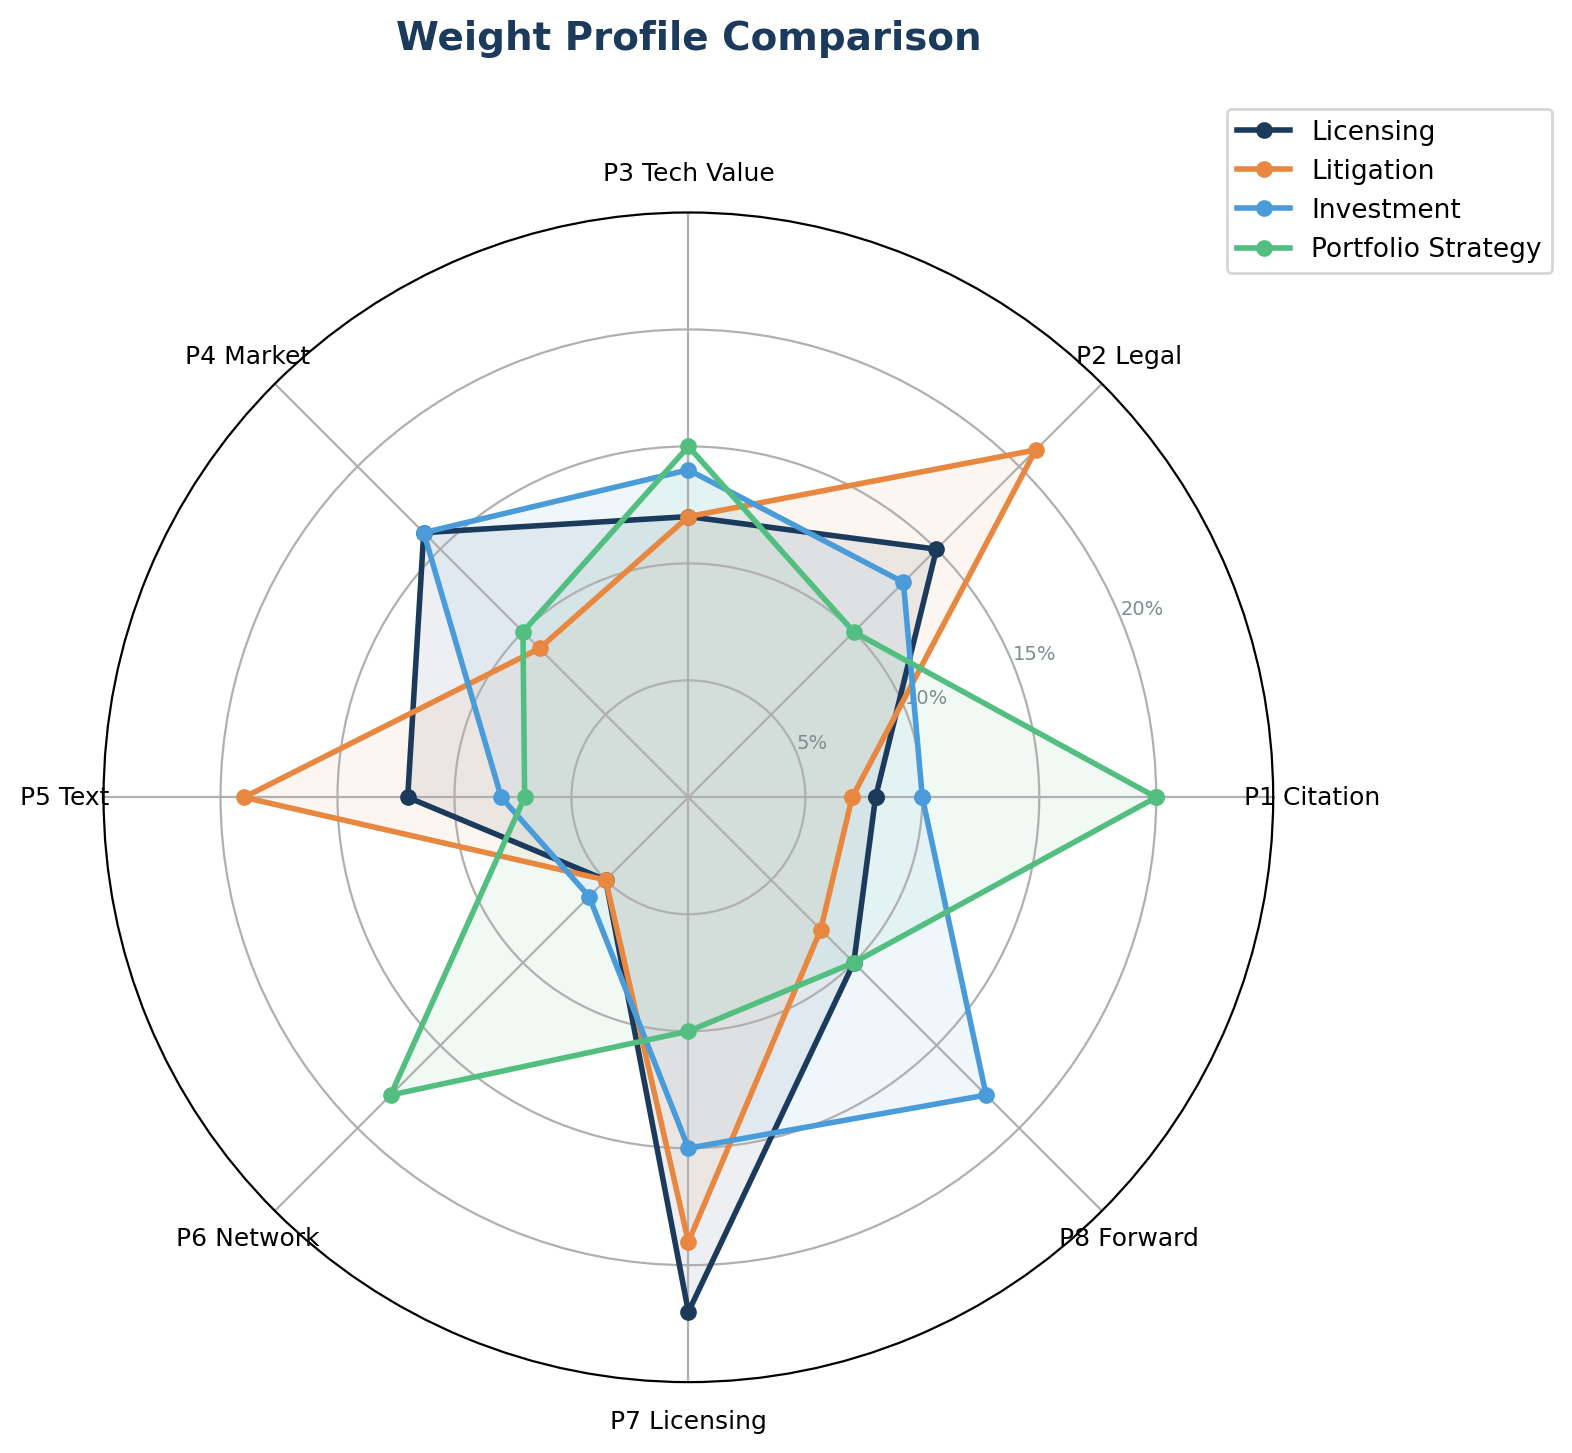 Weight Profile Comparison
Licensing
Litigation
Investment
Portfolio Strategy
P3 Tech Value
P4 Market
P2 Legal
20%
15%
10%
5%
P5 Text
P1 Citation
P6 Network
P8 Forward
P7 Licensing